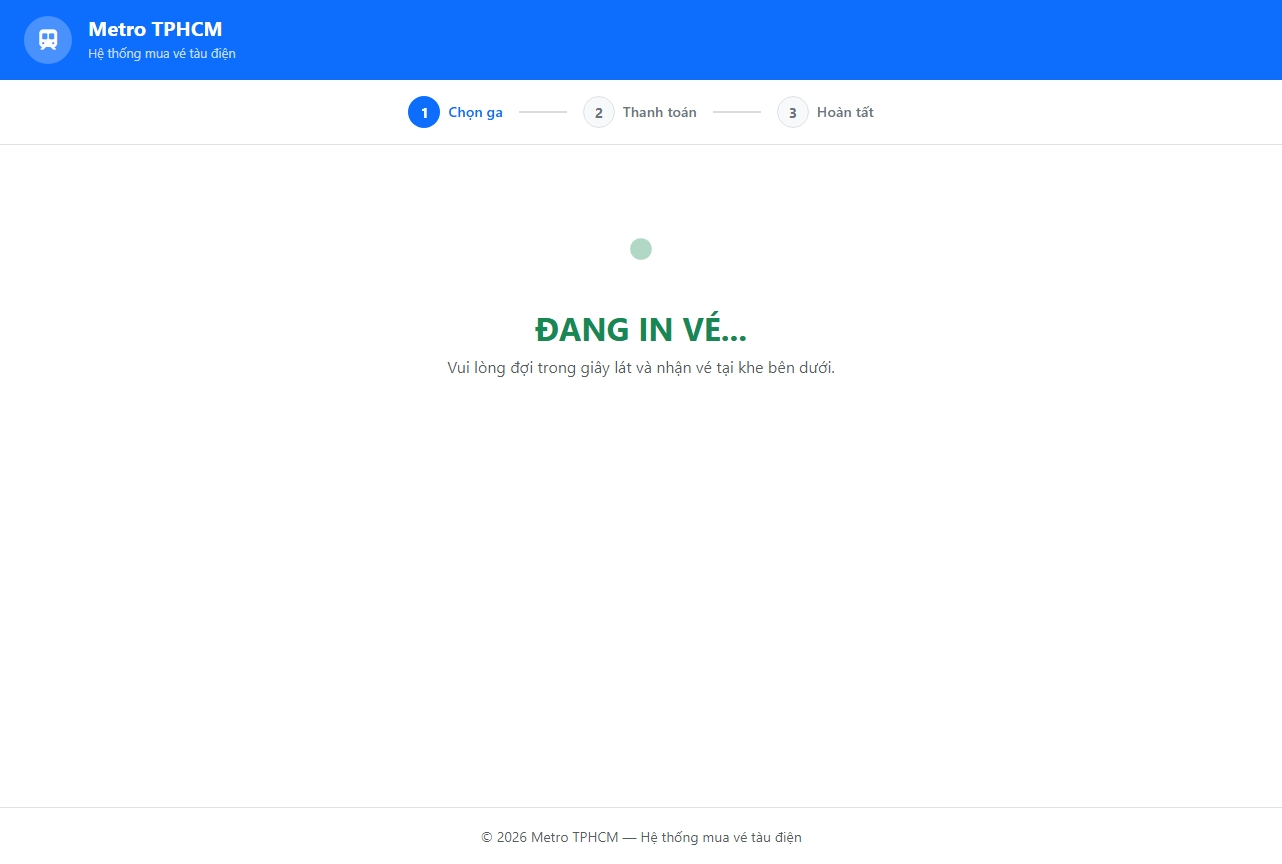 Metro TPHCM
Hệ thống mua vé tàu điện
1 Chọn ga 2 Thanh toán 3 Hoàn tất
ĐANG IN VÉ...
Vui lòng đợi trong giây lát và nhận vé tại khe bên dưới.
© 2026 Metro TPHCM — Hệ thống mua vé tàu điện